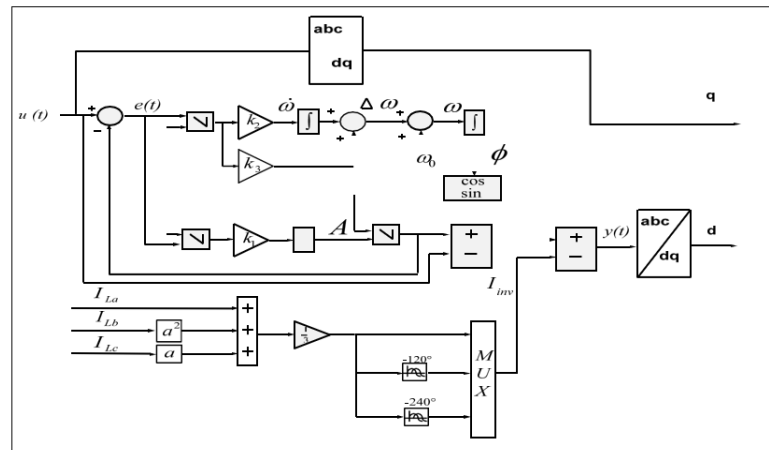 abc
dq
q
u (t)
+
−
e(t)
k2
ω̇
∫
+
+
Δ ω
+
+
ω
∫
k3
ω0
ϕ
cos
sin
k1
A
+
−
+
−
y(t)
abc
dq
d
Iinv
ILa
ILb
a²
ILc
a
+
+
+
-120°
-240°
M
U
X